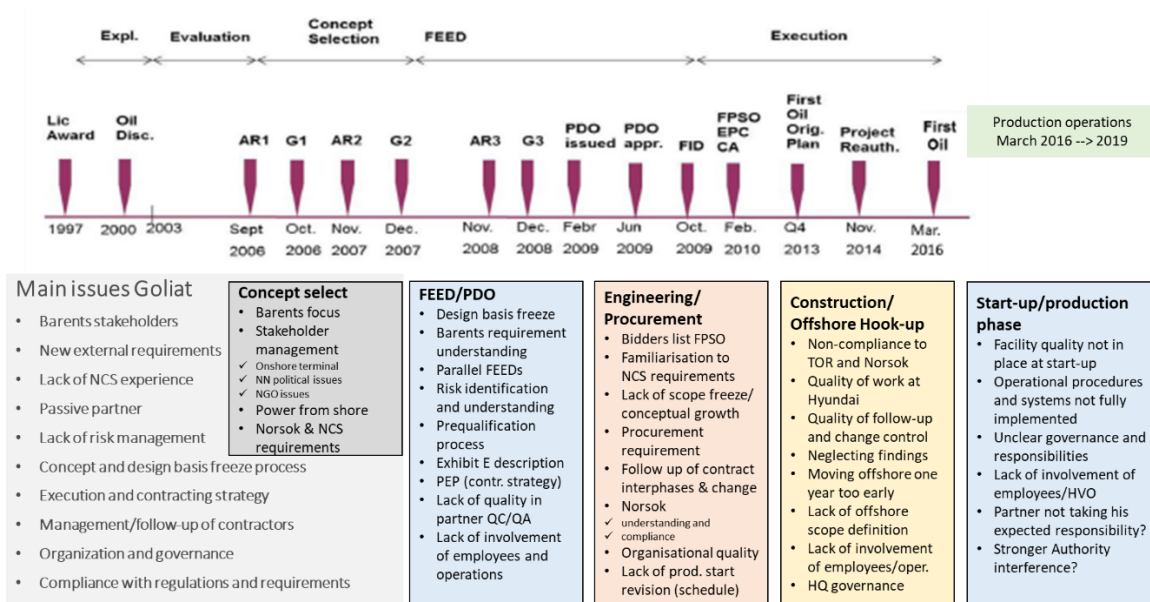 Expl.
Evaluation
Concept
Selection
FEED
Execution
Lic
Award
Oil
Disc.
AR1
G1
AR2
G2
AR3
G3
PDO
issued
PDO
appr.
FID
FPSO
EPC
CA
First
Oil
Orig.
Plan
Project
Reauth.
First
Oil
1997
2000
2003
Sept
2006
Oct.
2006
Nov.
2007
Dec.
2007
Nov.
2008
Dec.
2008
Febr
2009
Jun
2009
Oct.
2009
Feb.
2010
Q4
2013
Nov.
2014
Mar.
2016
Production operations
March 2016 --> 2019
Main issues Goliat
• Barents stakeholders
• New external requirements
• Lack of NCS experience
• Passive partner
• Lack of risk management
• Concept and design basis freeze process
• Execution and contracting strategy
• Management/follow-up of contractors
• Organization and governance
• Compliance with regulations and requirements
Concept select
• Barents focus
• Stakeholder
management
✓ Onshore terminal
✓ NN political issues
✓ NGO issues
• Power from shore
• Norsok & NCS
requirements
FEED/PDO
• Design basis freeze
• Barents requirement
understanding
• Parallel FEEDs
• Risk identification
and understanding
• Prequalification
process
• Exhibit E description
• PEP (contr. strategy)
• Lack of quality in
partner QC/QA
• Lack of involvement
of employees and
operations
Engineering/
Procurement
• Bidders list FPSO
• Familiarisation to
NCS requirements
• Lack of scope freeze/
conceptual growth
• Procurement
requirement
• Follow up of contract
interphases & change
• Norsok
✓ understanding and
✓ compliance
• Organisational quality
• Lack of prod. start
revision (schedule)
Construction/
Offshore Hook-up
• Non-compliance to
TOR and Norsok
• Quality of work at
Hyundai
• Quality of follow-up
and change control
• Neglecting findings
• Moving offshore one
year too early
• Lack of offshore
scope definition
• Lack of involvement
of employees/oper.
• HQ governance
Start-up/production
phase
• Facility quality not in
place at start-up
• Operational procedures
and systems not fully
implemented
• Unclear governance and
responsibilities
• Lack of involvement of
employees/HVO
• Partner not taking his
expected responsibility?
• Stronger Authority
interference?